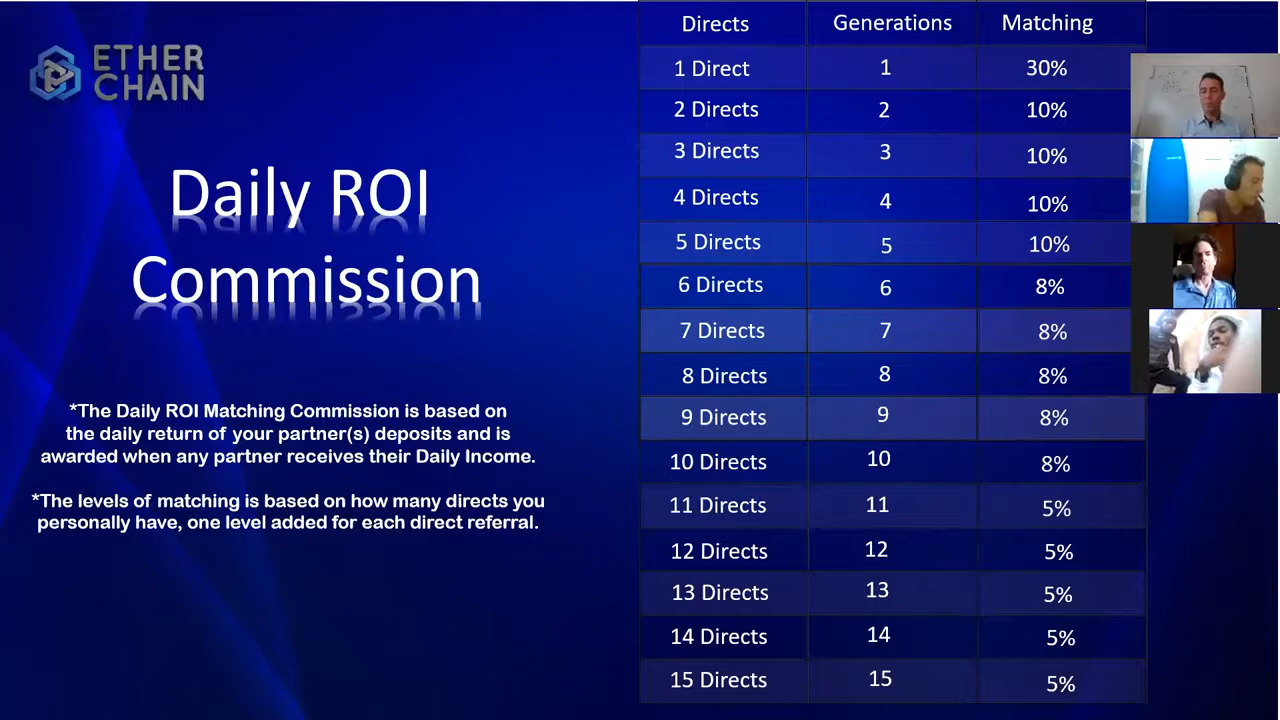 ETHER
CHAIN
Daily ROI
Commission
*The Daily ROI Matching Commission is based on
the daily return of your partner(s) deposits and is
awarded when any partner receives their Daily Income.
*The levels of matching is based on how many directs you
personally have, one level added for each direct referral.
Directs Generations Matching
1 Direct 1 30%
2 Directs 2 10%
3 Directs 3 10%
4 Directs 4 10%
5 Directs 5 10%
6 Directs 6 8%
7 Directs 7 8%
8 Directs 8 8%
9 Directs 9 8%
10 Directs 10 8%
11 Directs 11 5%
12 Directs 12 5%
13 Directs 13 5%
14 Directs 14 5%
15 Directs 15 5%